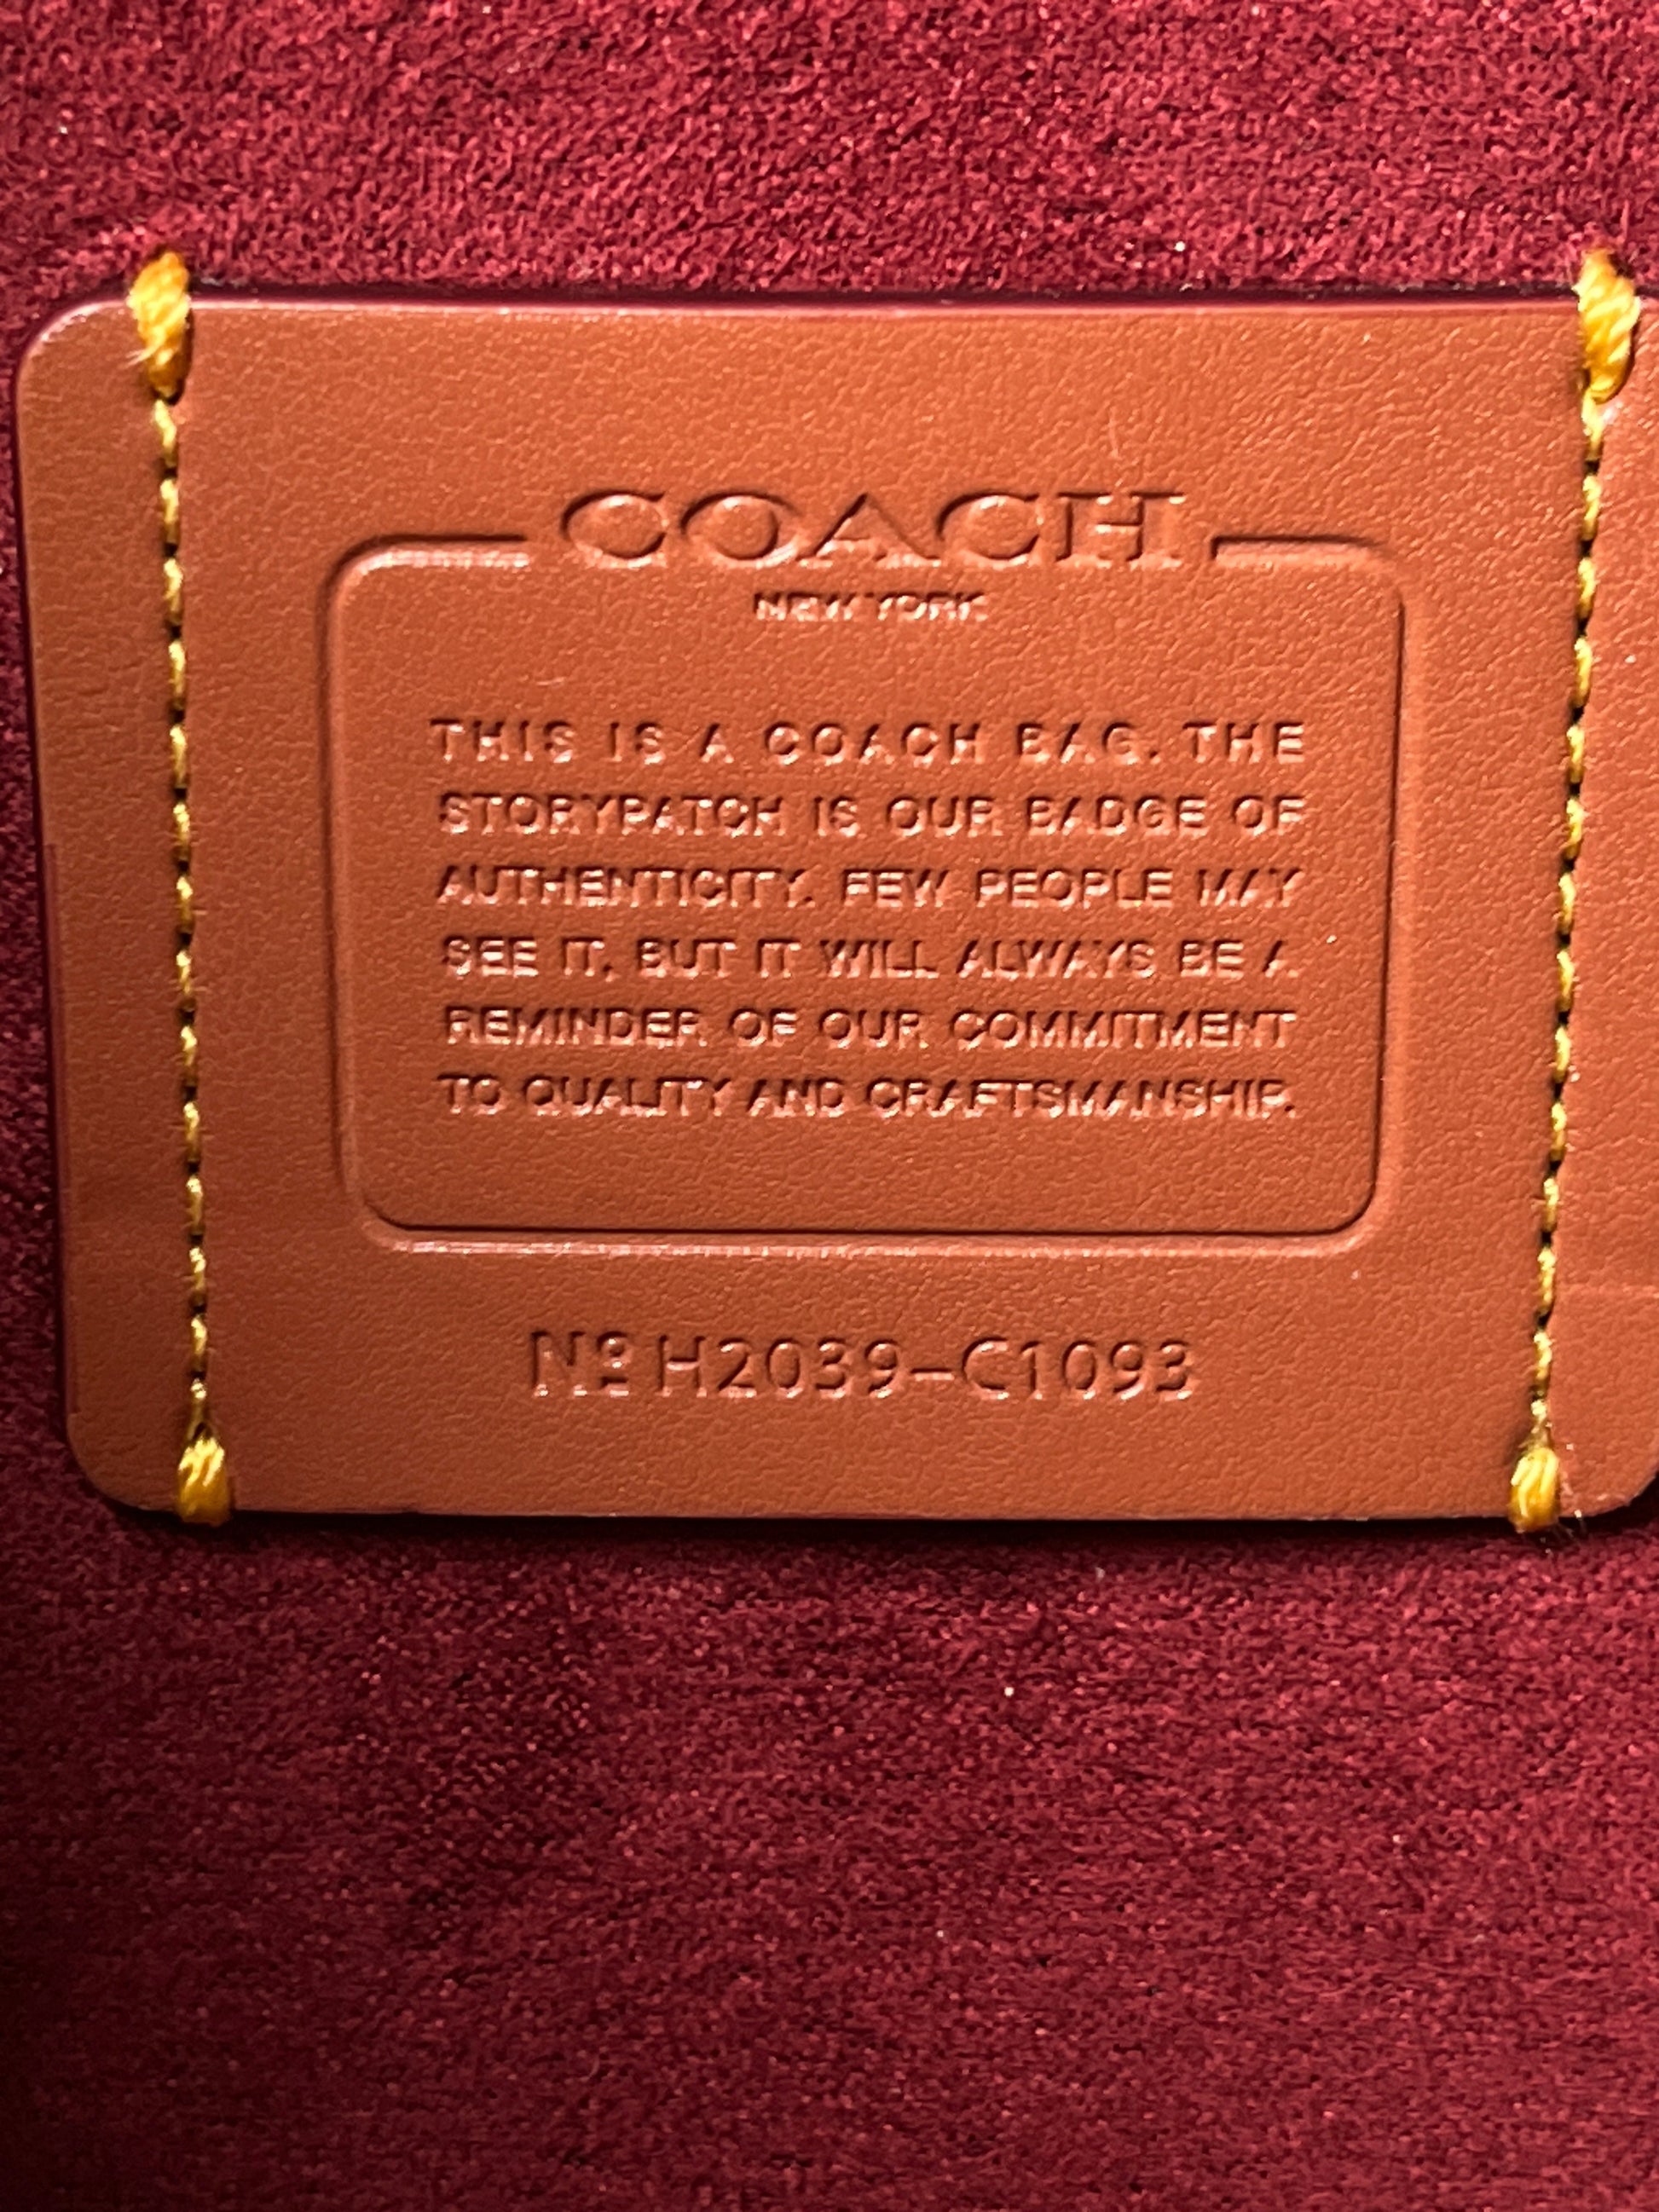 COACH
NEW YORK
THIS IS A COACH BAG. THE
STORYPATCH IS OUR BADGE OF
AUTHENTICITY. FEW PEOPLE MAY
SEE IT, BUT IT WILL ALWAYS BE A
REMINDER OF OUR COMMITMENT
TO QUALITY AND CRAFTSMANSHIP.
Nº H2039–C1093